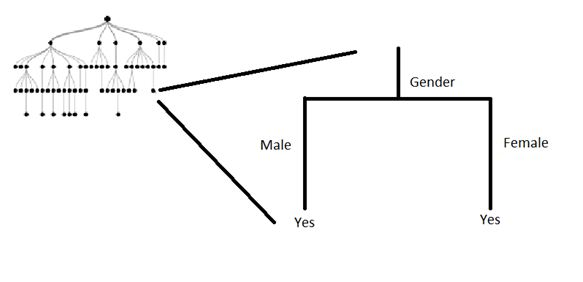 Gender
Male
Female
Yes
Yes